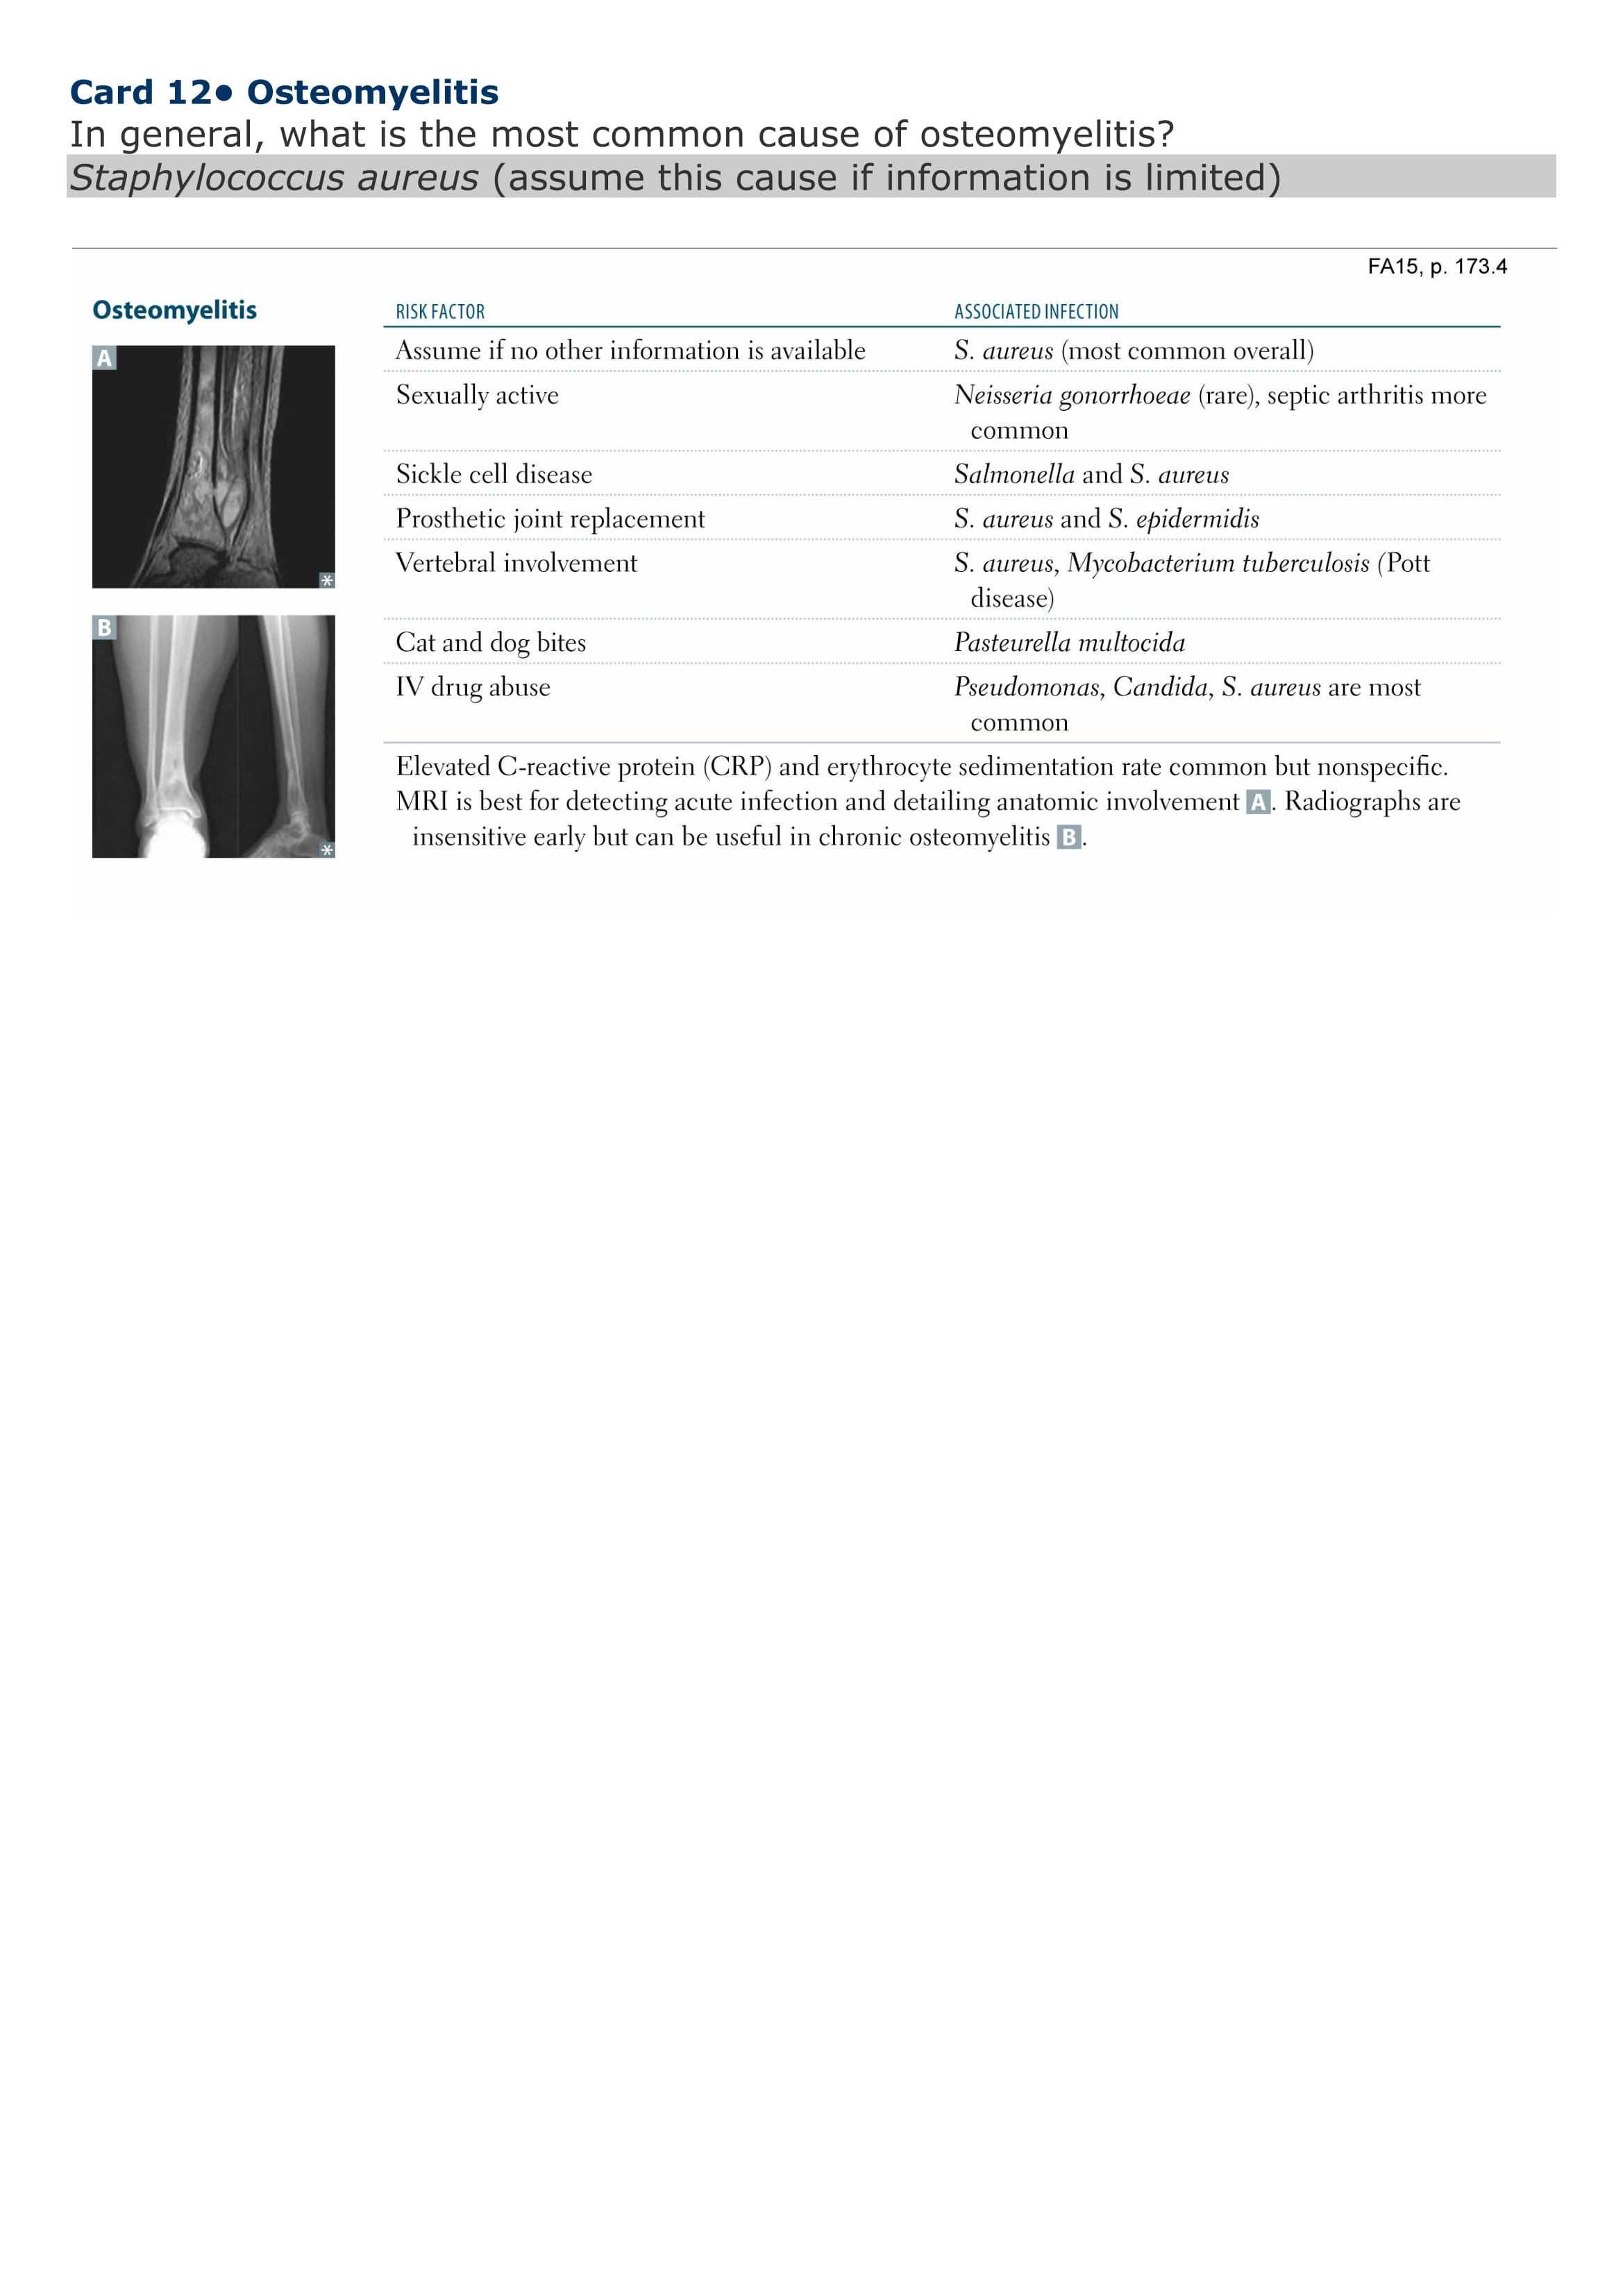 Card 12● Osteomyelitis
In general, what is the most common cause of osteomyelitis?
Staphylococcus aureus (assume this cause if information is limited)
FA15, p. 173.4
Osteomyelitis
RISK FACTOR ASSOCIATED INFECTION
A
Assume if no other information is available S. aureus (most common overall)
Sexually active Neisseria gonorrhoeae (rare), septic arthritis more
common
Sickle cell disease Salmonella and S. aureus
Prosthetic joint replacement S. aureus and S. epidermidis
Vertebral involvement S. aureus, Mycobacterium tuberculosis (Pott
disease)
*
B
Cat and dog bites Pasteurella multocida
IV drug abuse Pseudomonas, Candida, S. aureus are most
common
Elevated C-reactive protein (CRP) and erythrocyte sedimentation rate common but nonspecific.
MRI is best for detecting acute infection and detailing anatomic involvement A. Radiographs are
insensitive early but can be useful in chronic osteomyelitis B.
*